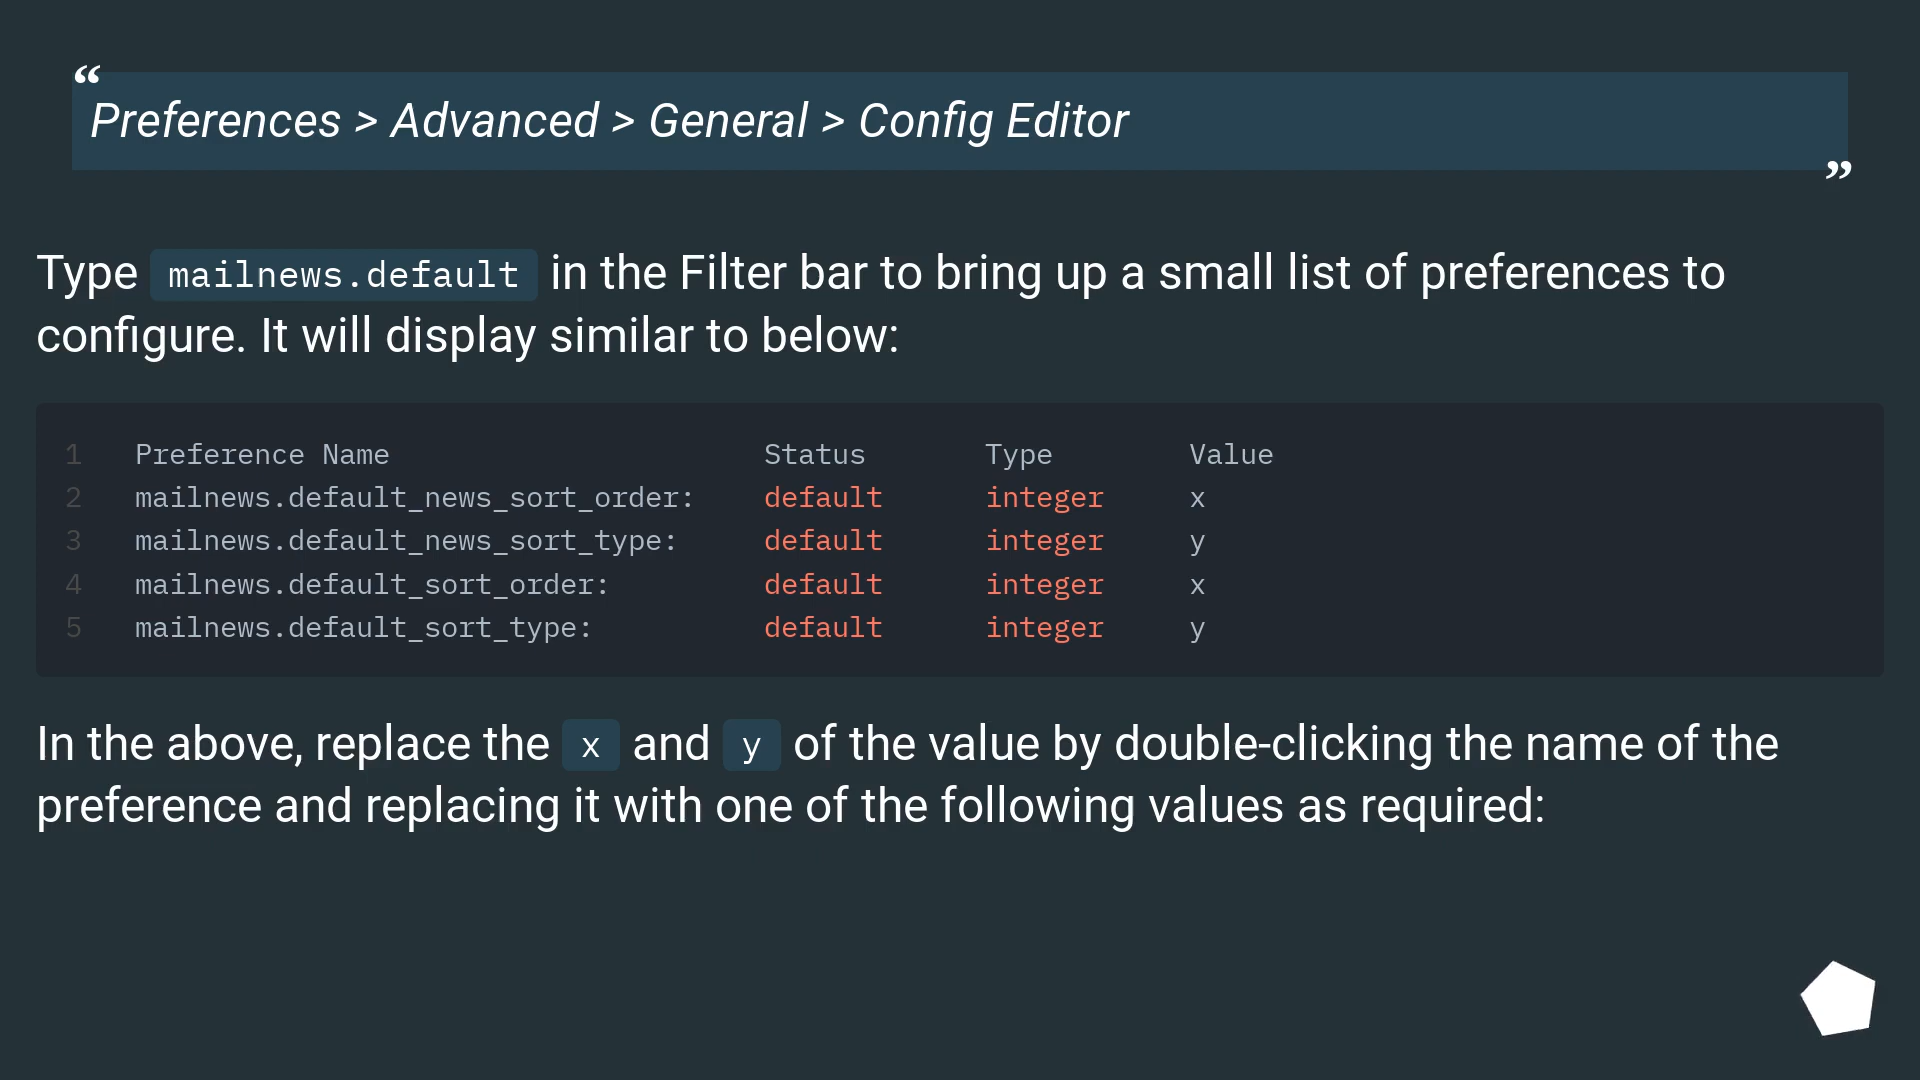 “
Preferences > Advanced > General > Config Editor
”
Type mailnews.default in the Filter bar to bring up a small list of preferences to
configure. It will display similar to below:
1 Preference Name Status Type Value
2 mailnews.default_news_sort_order: default integer x
3 mailnews.default_news_sort_type: default integer y
4 mailnews.default_sort_order: default integer x
5 mailnews.default_sort_type: default integer y
In the above, replace the x and y of the value by double-clicking the name of the
preference and replacing it with one of the following values as required: